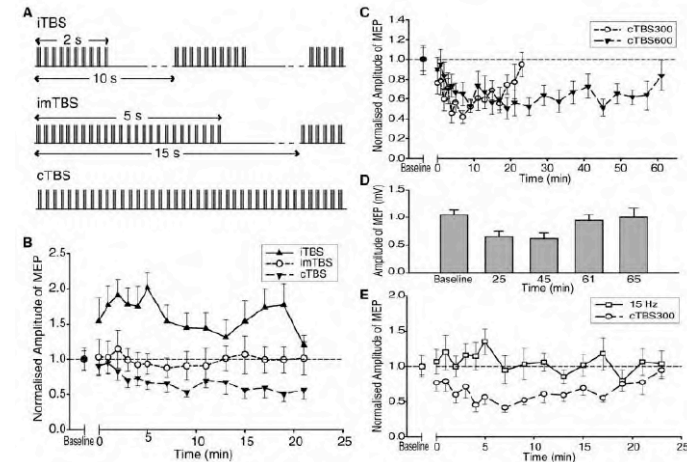 A
iTBS
2 s
10 s
imTBS
5 s
15 s
cTBS
B
Normalised Amplitude of MEP
2.5
2.0
1.5
1.0
0.5
0.0
iTBS
imTBS
cTBS
Baseline
0 5 10 15 20 25
Time (min)
C
Normalised Amplitude of MEP
1.4
1.2
1.0
0.8
0.6
0.4
0.2
0.0
cTBS300
cTBS600
Baseline
0 10 20 30 40 50 60
Time (min)
D
Amplitude of MEP (mV)
1.5
1.0
0.5
0.0
Baseline 25 45 61 65
Time (min)
E
Normalised Amplitude of MEP
2.0
1.5
1.0
0.5
0.0
15 Hz
cTBS300
Baseline
0 5 10 15 20 25
Time (min)